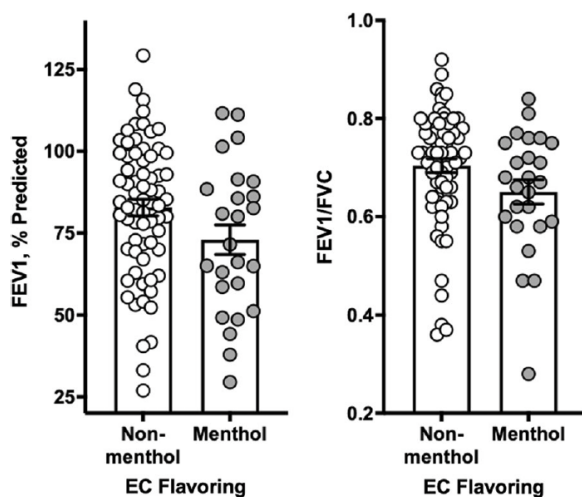 FEV1, % Predicted
125
100
75
50
25
Non-
menthol
Menthol
EC Flavoring
FEV1/FVC
1.0
0.8
0.6
0.4
0.2
Non-
menthol
Menthol
EC Flavoring